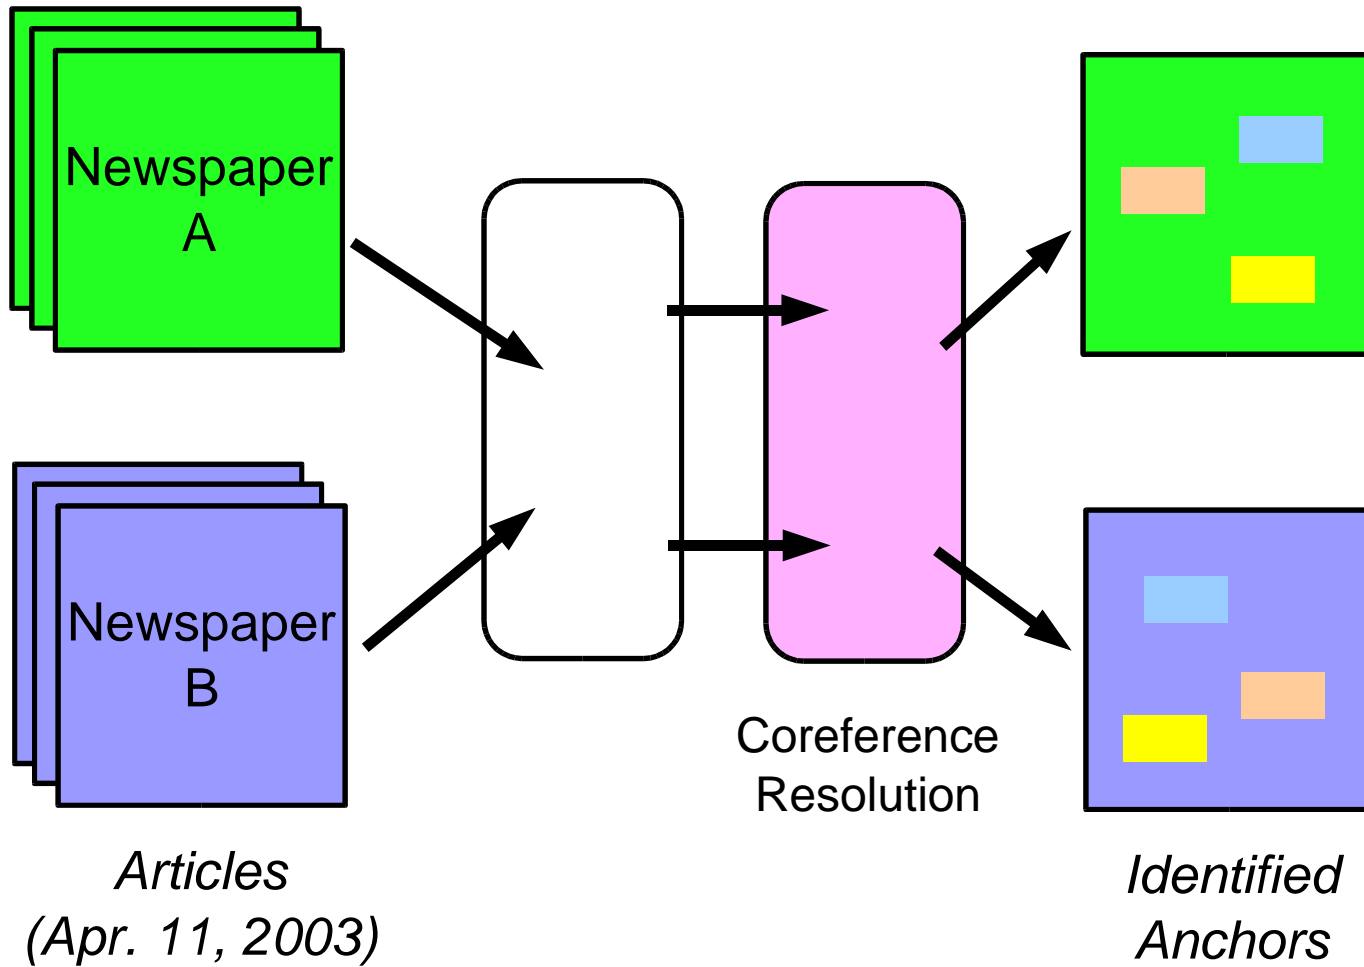 Newspaper
A
Newspaper
B
Coreference
Resolution
Articles
(Apr. 11, 2003)
Identified
Anchors